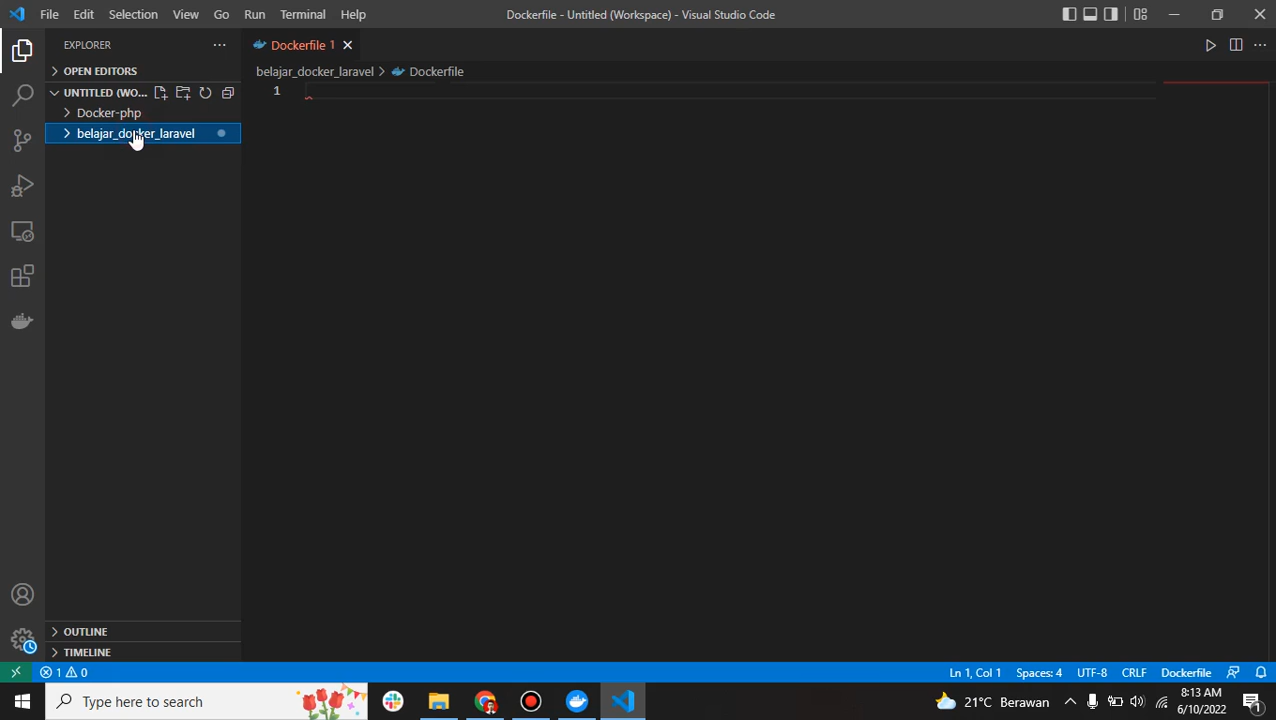 File Edit Selection View Go Run Terminal Help
Dockerfile - Untitled (Workspace) - Visual Studio Code
EXPLORER
Dockerfile 1
OPEN EDITORS
belajar_docker_laravel > Dockerfile
UNTITLED (WO...
1
Docker-php
belajar_docker_laravel
OUTLINE
TIMELINE
1 0
Ln 1, Col 1 Spaces: 4 UTF-8 CRLF Dockerfile
Type here to search
21°C Berawan
8:13 AM
6/10/2022
1